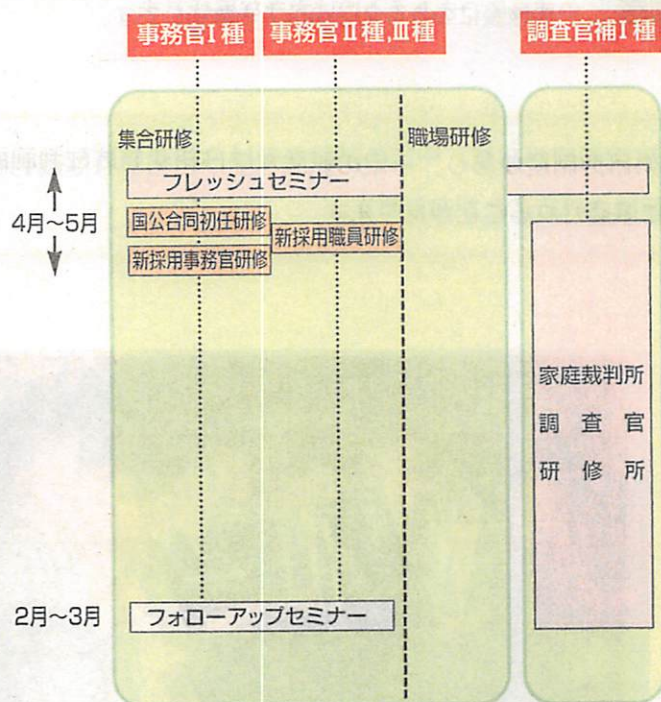 事務官Ⅰ種
事務官Ⅱ種,Ⅲ種
調査官補Ⅰ種
集合研修
職場研修
フレッシュセミナー
4月～5月
国公合同初任研修
新採用職員研修
新採用事務官研修
家庭裁判所
調査官
研修所
2月～3月
フォローアップセミナー